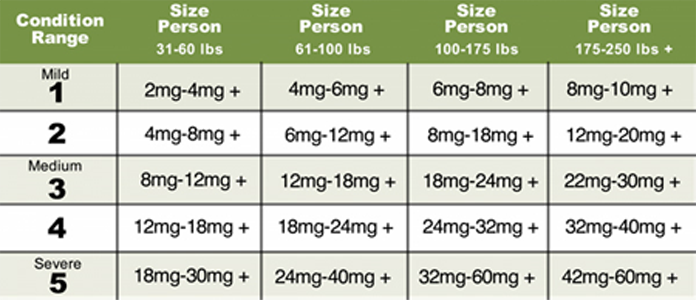 Condition Range Size Person 31-60 lbs Size Person 61-100 lbs Size Person 100-175 lbs Size Person 175-250 lbs +
Mild 1 2mg-4mg + 4mg-6mg + 6mg-8mg + 8mg-10mg +
2 4mg-8mg + 6mg-12mg + 8mg-18mg + 12mg-20mg +
Medium 3 8mg-12mg + 12mg-18mg + 18mg-24mg + 22mg-30mg +
4 12mg-18mg + 18mg-24mg + 24mg-32mg + 32mg-40mg +
Severe 5 18mg-30mg + 24mg-40mg + 32mg-60mg + 42mg-60mg +